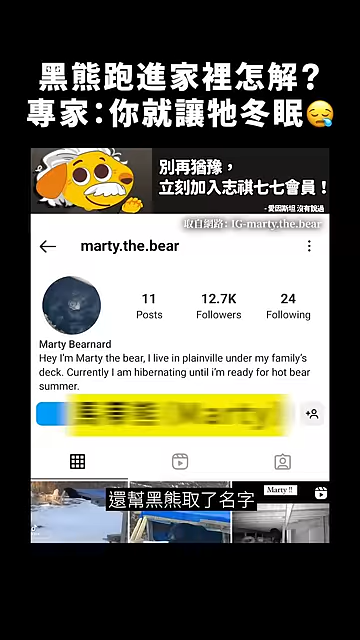 黑熊跑進家裡怎解？
專家：你就讓牠冬眠😪
別再猶豫，
立刻加入志祺七七會員！
- 愛因斯坦 沒有說過
取自網路：IG-marty.the.bear
marty.the.bear
11
12.7K
24
Posts
Followers
Following
Marty Bearnard
Hey I'm Marty the bear, I live in plainville under my family's
deck. Currently I am hibernating until i'm ready for hot bear
summer.
Marty !!
還幫黑熊取了名字